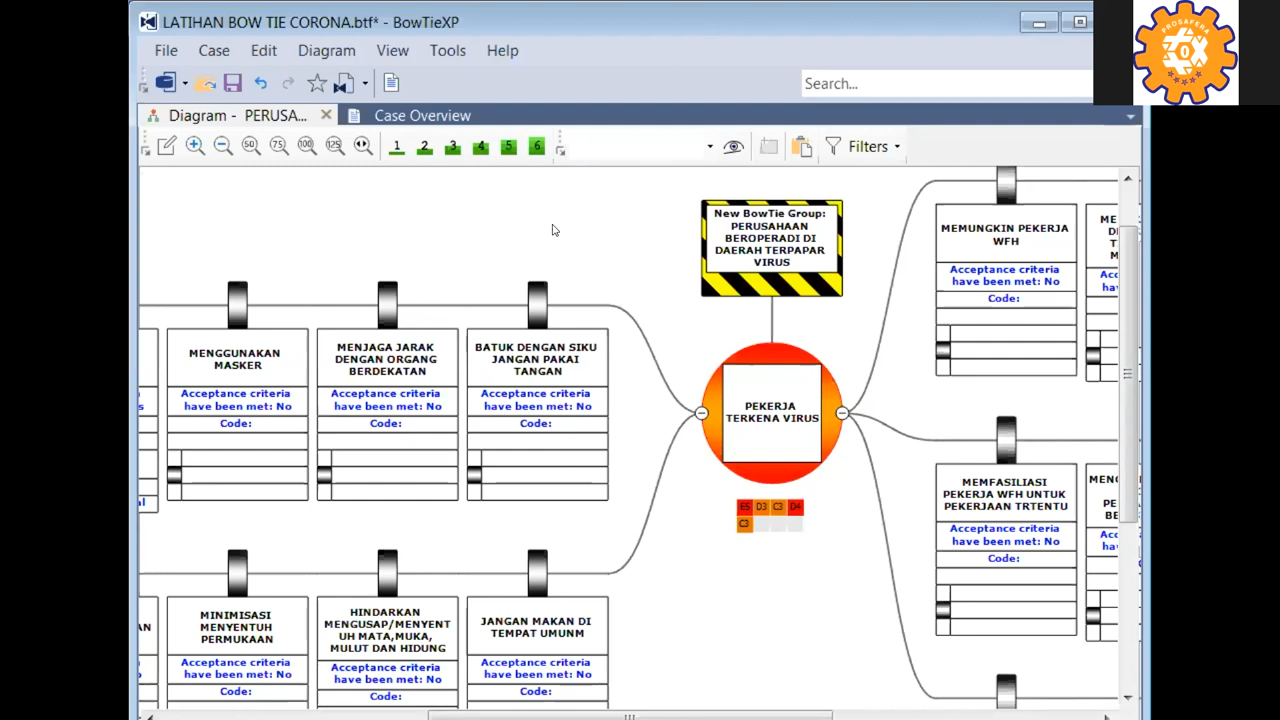 LATIHAN BOW TIE CORONA.btf* - BowTieXP
PROSAFERA
File Case Edit Diagram View Tools Help
Search...
Diagram - PERUSA...
Case Overview
50 75 100 125
1 2 3 4 5 6
Filters
New BowTie Group:
PERUSAHAAN
BEROPERADI DI
DAERAH TERPAPAR
VIRUS
MENGGUNAKAN
MASKER
Acceptance criteria
have been met: No
Code:
MENJAGA JARAK
DENGAN ORGANG
BERDEKATAN
Acceptance criteria
have been met: No
Code:
BATUK DENGAN SIKU
JANGAN PAKAI
TANGAN
Acceptance criteria
have been met: No
Code:
PEKERJA
TERKENA VIRUS
E5 D3 C3 D4
C3
MEMUNGKIN PEKERJA
WFH
Acceptance criteria
have been met: No
Code:
MEMFASILIASI
PEKERJA WFH UNTUK
PEKERJAAN TRTENTU
Acceptance criteria
have been met: No
Code:
MINIMISASI
MENYENTUH
PERMUKAAN
Acceptance criteria
have been met: No
Code:
HINDARKAN
MENGUSAP/MENYENT
UH MATA,MUKA,
MULUT DAN HIDUNG
Acceptance criteria
have been met: No
Code:
JANGAN MAKAN DI
TEMPAT UMUNM
Acceptance criteria
have been met: No
Code: